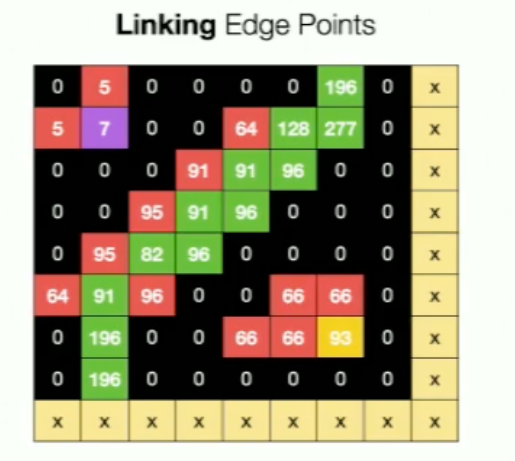 Linking Edge Points
0 5 0 0 0 0 196 0 x
5 7 0 0 64 128 277 0 x
0 0 0 91 91 96 0 0 x
0 0 95 91 96 0 0 0 x
0 95 82 96 0 0 0 0 x
64 91 96 0 0 66 66 0 x
0 196 0 0 66 66 93 0 x
0 196 0 0 0 0 0 0 x
x x x x x x x x x